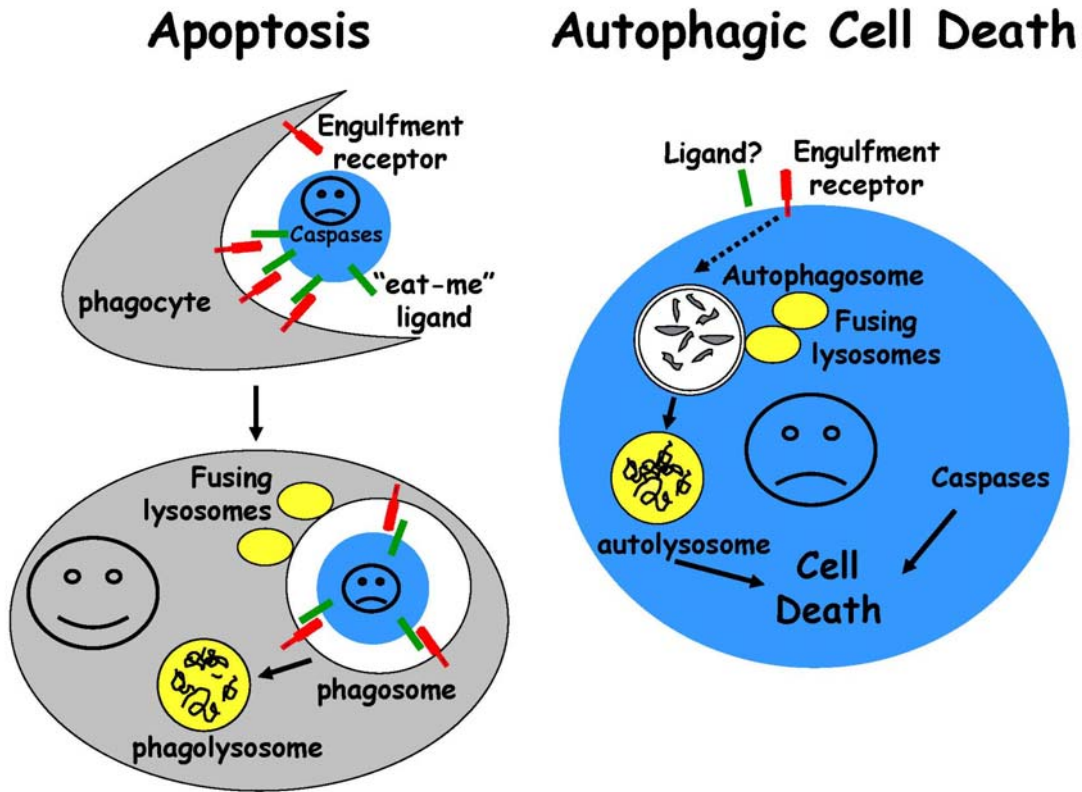 Apoptosis
Engulfment
receptor
Caspases
"eat-me"
ligand
phagocyte
Fusing
lysosomes
phagosome
phagolysosome
Autophagic Cell Death
Ligand?
Engulfment
receptor
Autophagosome
Fusing
lysosomes
Caspases
autolysosome
Cell
Death